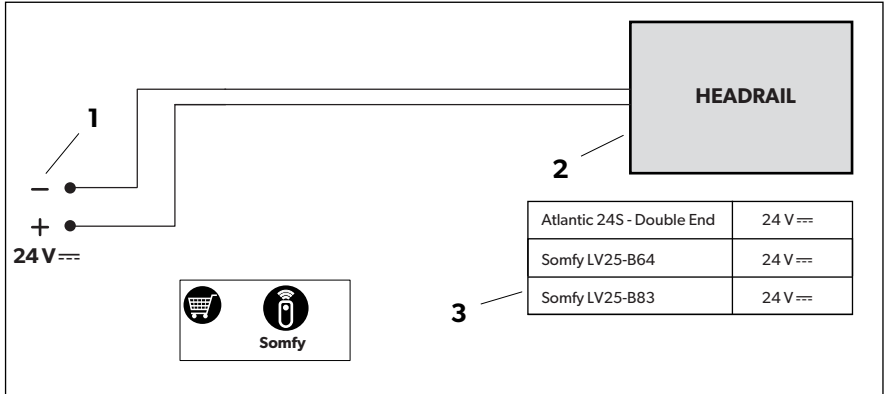 HEADRAIL
1
2
−
+
24 V ⎓
Atlantic 24S - Double End 24 V ⎓
Somfy LV25-B64 24 V ⎓
Somfy LV25-B83 24 V ⎓
3
Somfy